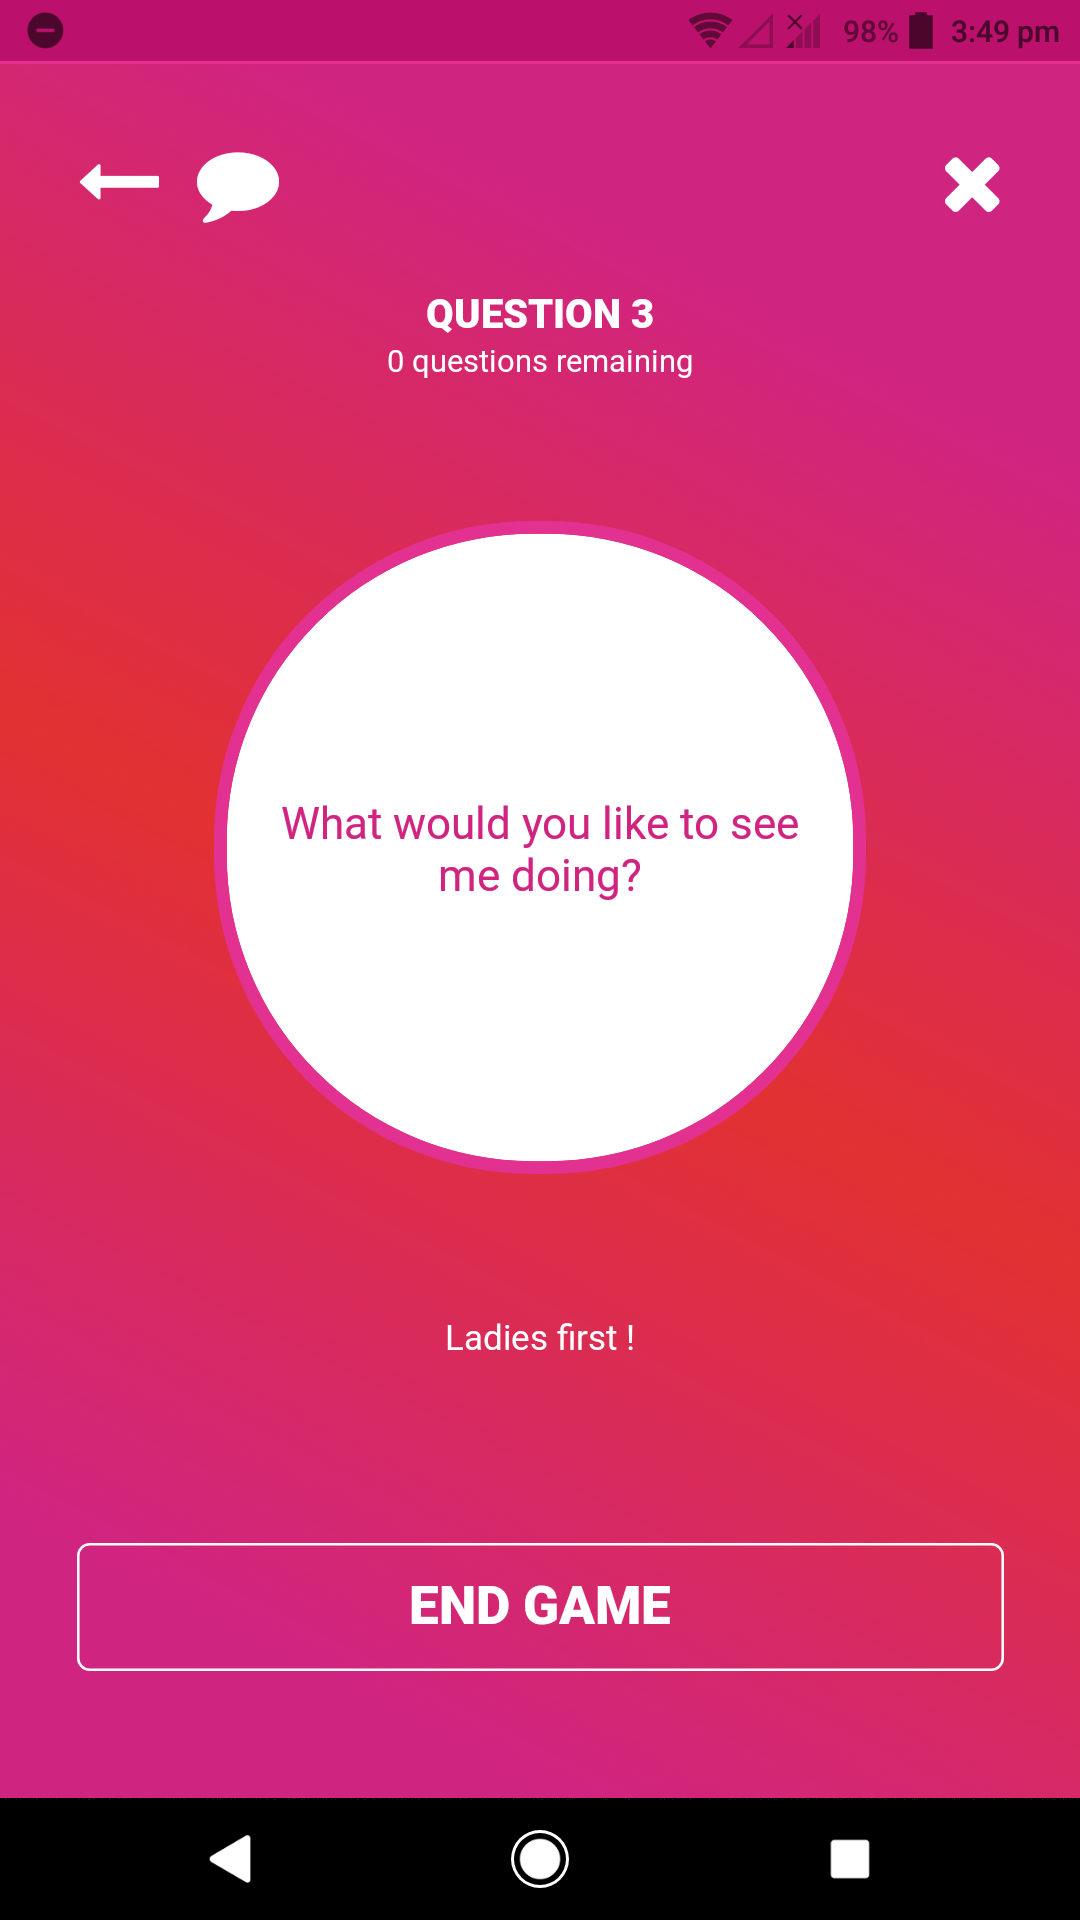 98% 3:49 pm
QUESTION 3
0 questions remaining
What would you like to see
me doing?
Ladies first !
END GAME